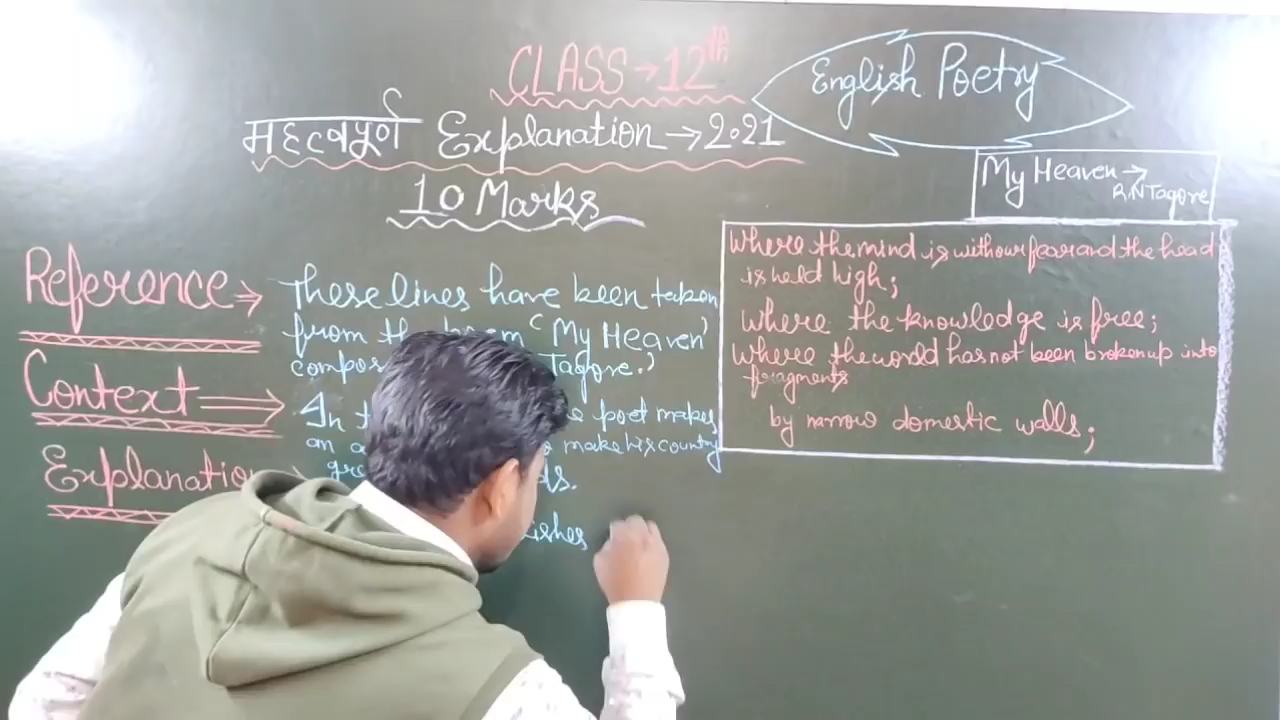 CLASS → 12th
English Poetry
महत्वपूर्ण Explanation → 2021
10 Marks
My Heaven →
R.N Tagore
Where the mind is without fear and the head
is held high;
Where the knowledge is free;
Where the world has not been broken up into
fragments
by narrow domestic walls;
Reference →
These lines have been taken
from the ‘My Heaven’
Tagore.’
Context ⇒
In poet makes
an make his country
Explanation